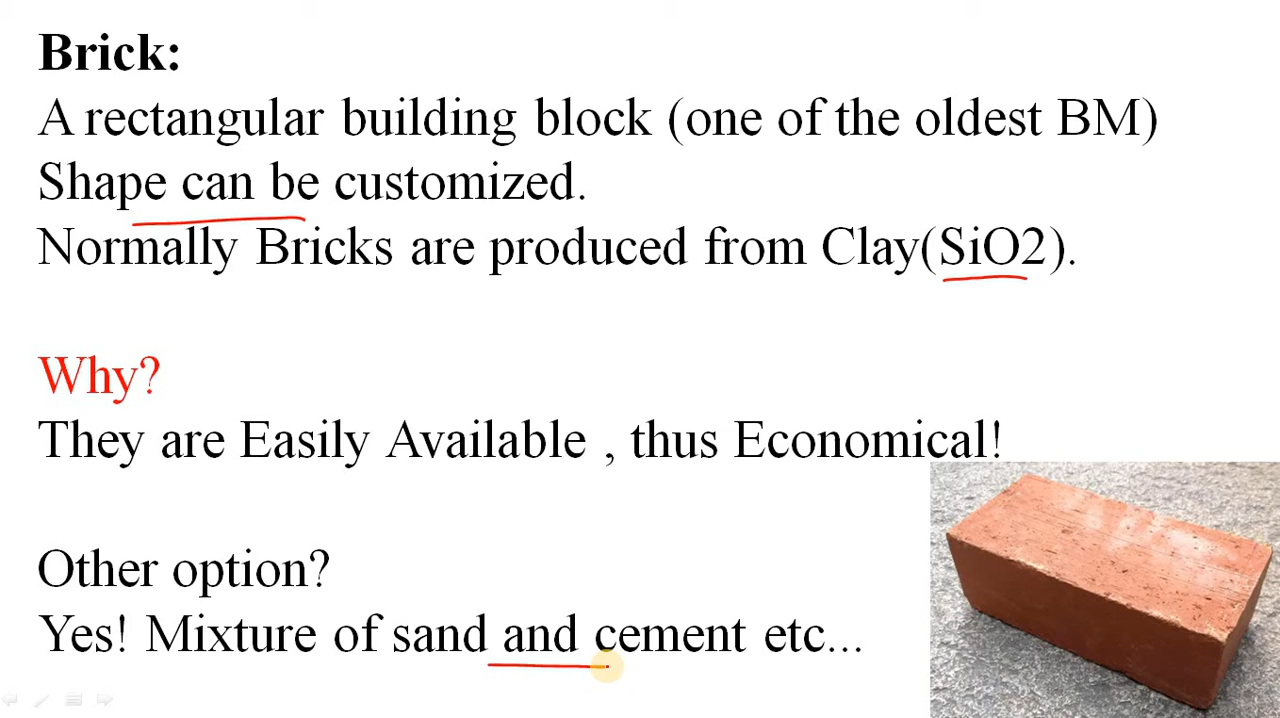 Brick:
A rectangular building block (one of the oldest BM)
Shape can be customized.
Normally Bricks are produced from Clay(SiO2).
Why?
They are Easily Available , thus Economical!
Other option?
Yes! Mixture of sand and cement etc...